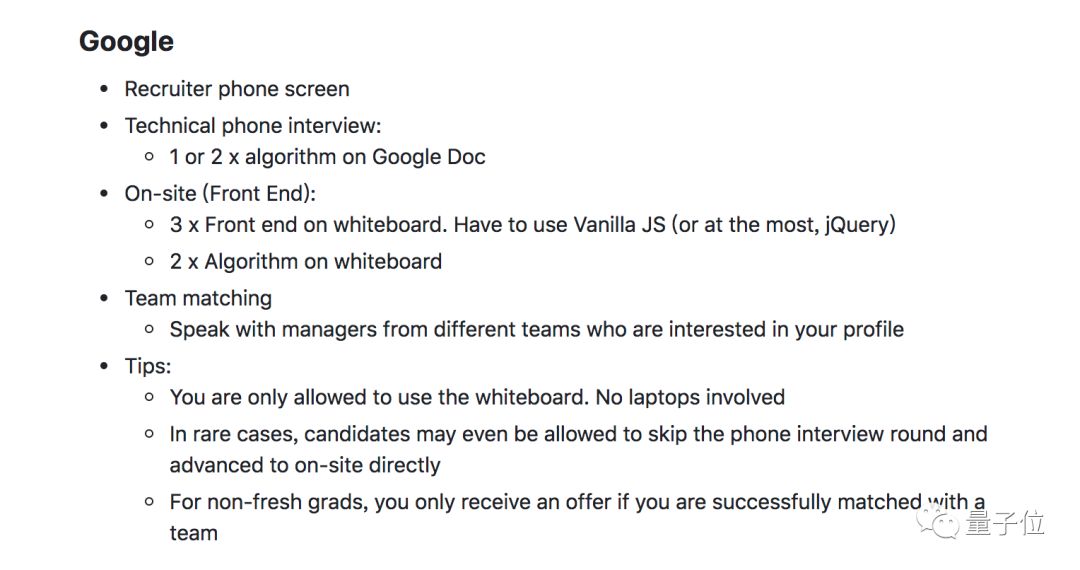 Google
• Recruiter phone screen
• Technical phone interview:
○ 1 or 2 x algorithm on Google Doc
• On-site (Front End):
○ 3 x Front end on whiteboard. Have to use Vanilla JS (or at the most, jQuery)
○ 2 x Algorithm on whiteboard
• Team matching
○ Speak with managers from different teams who are interested in your profile
• Tips:
○ You are only allowed to use the whiteboard. No laptops involved
○ In rare cases, candidates may even be allowed to skip the phone interview round and
advanced to on-site directly
○ For non-fresh grads, you only receive an offer if you are successfully matched with a
team
量子位